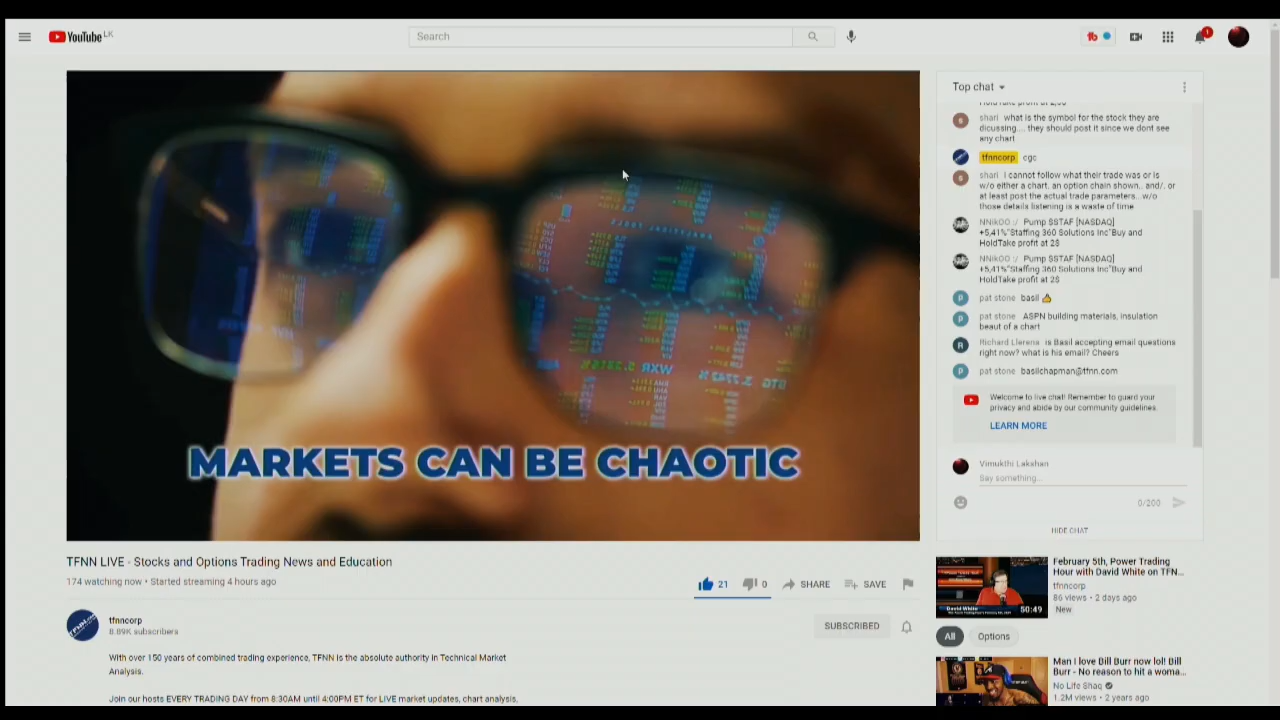 YouTube LK
Search
1
MARKETS CAN BE CHAOTIC
TFNN LIVE - Stocks and Options Trading News and Education
174 watching now • Started streaming 4 hours ago
21
0
SHARE
SAVE
tfnncorp
8.89K subscribers
SUBSCRIBED
With over 150 years of combined trading experience, TFNN is the absolute authority in Technical Market
Analysis.
Join our hosts EVERY TRADING DAY from 8:30AM until 4:00PM ET for LIVE market updates, chart analysis,
Top chat
HoldTake profit at 2,5$
shari what is the symbol for the stock they are
dicussing.... they should post it since we dont see
any chart
tfnncorp cgc
shari I cannot follow what their trade was or is
w/o either a chart, an option chain shown.. and/. or
at least post the actual trade parameters.. w/o
those details listening is a waste of time
NNikOO :/ Pump $STAF [NASDAQ]
+5,41%"Staffing 360 Solutions Inc"Buy and
HoldTake profit at 2$
NNikOO :/ Pump $STAF [NASDAQ]
+5,41%"Staffing 360 Solutions Inc"Buy and
HoldTake profit at 2$
pat stone basil 👍
pat stone ASPN building materials, insulation
beaut of a chart
Richard Llerena is Basil accepting email questions
right now? what is his email? Cheers
pat stone basilchapman@tfnn.com
Welcome to live chat! Remember to guard your
privacy and abide by our community guidelines.
LEARN MORE
Vimukthi Lakshan
Say something...
0/200
HIDE CHAT
February 5th, Power Trading
Hour with David White on TFN...
tfnncorp
86 views • 2 days ago
New
David White
50:49
All
Options
Man I love Bill Burr now lol! Bill
Burr - No reason to hit a woma...
No Life Shaq
1.2M views • 2 years ago